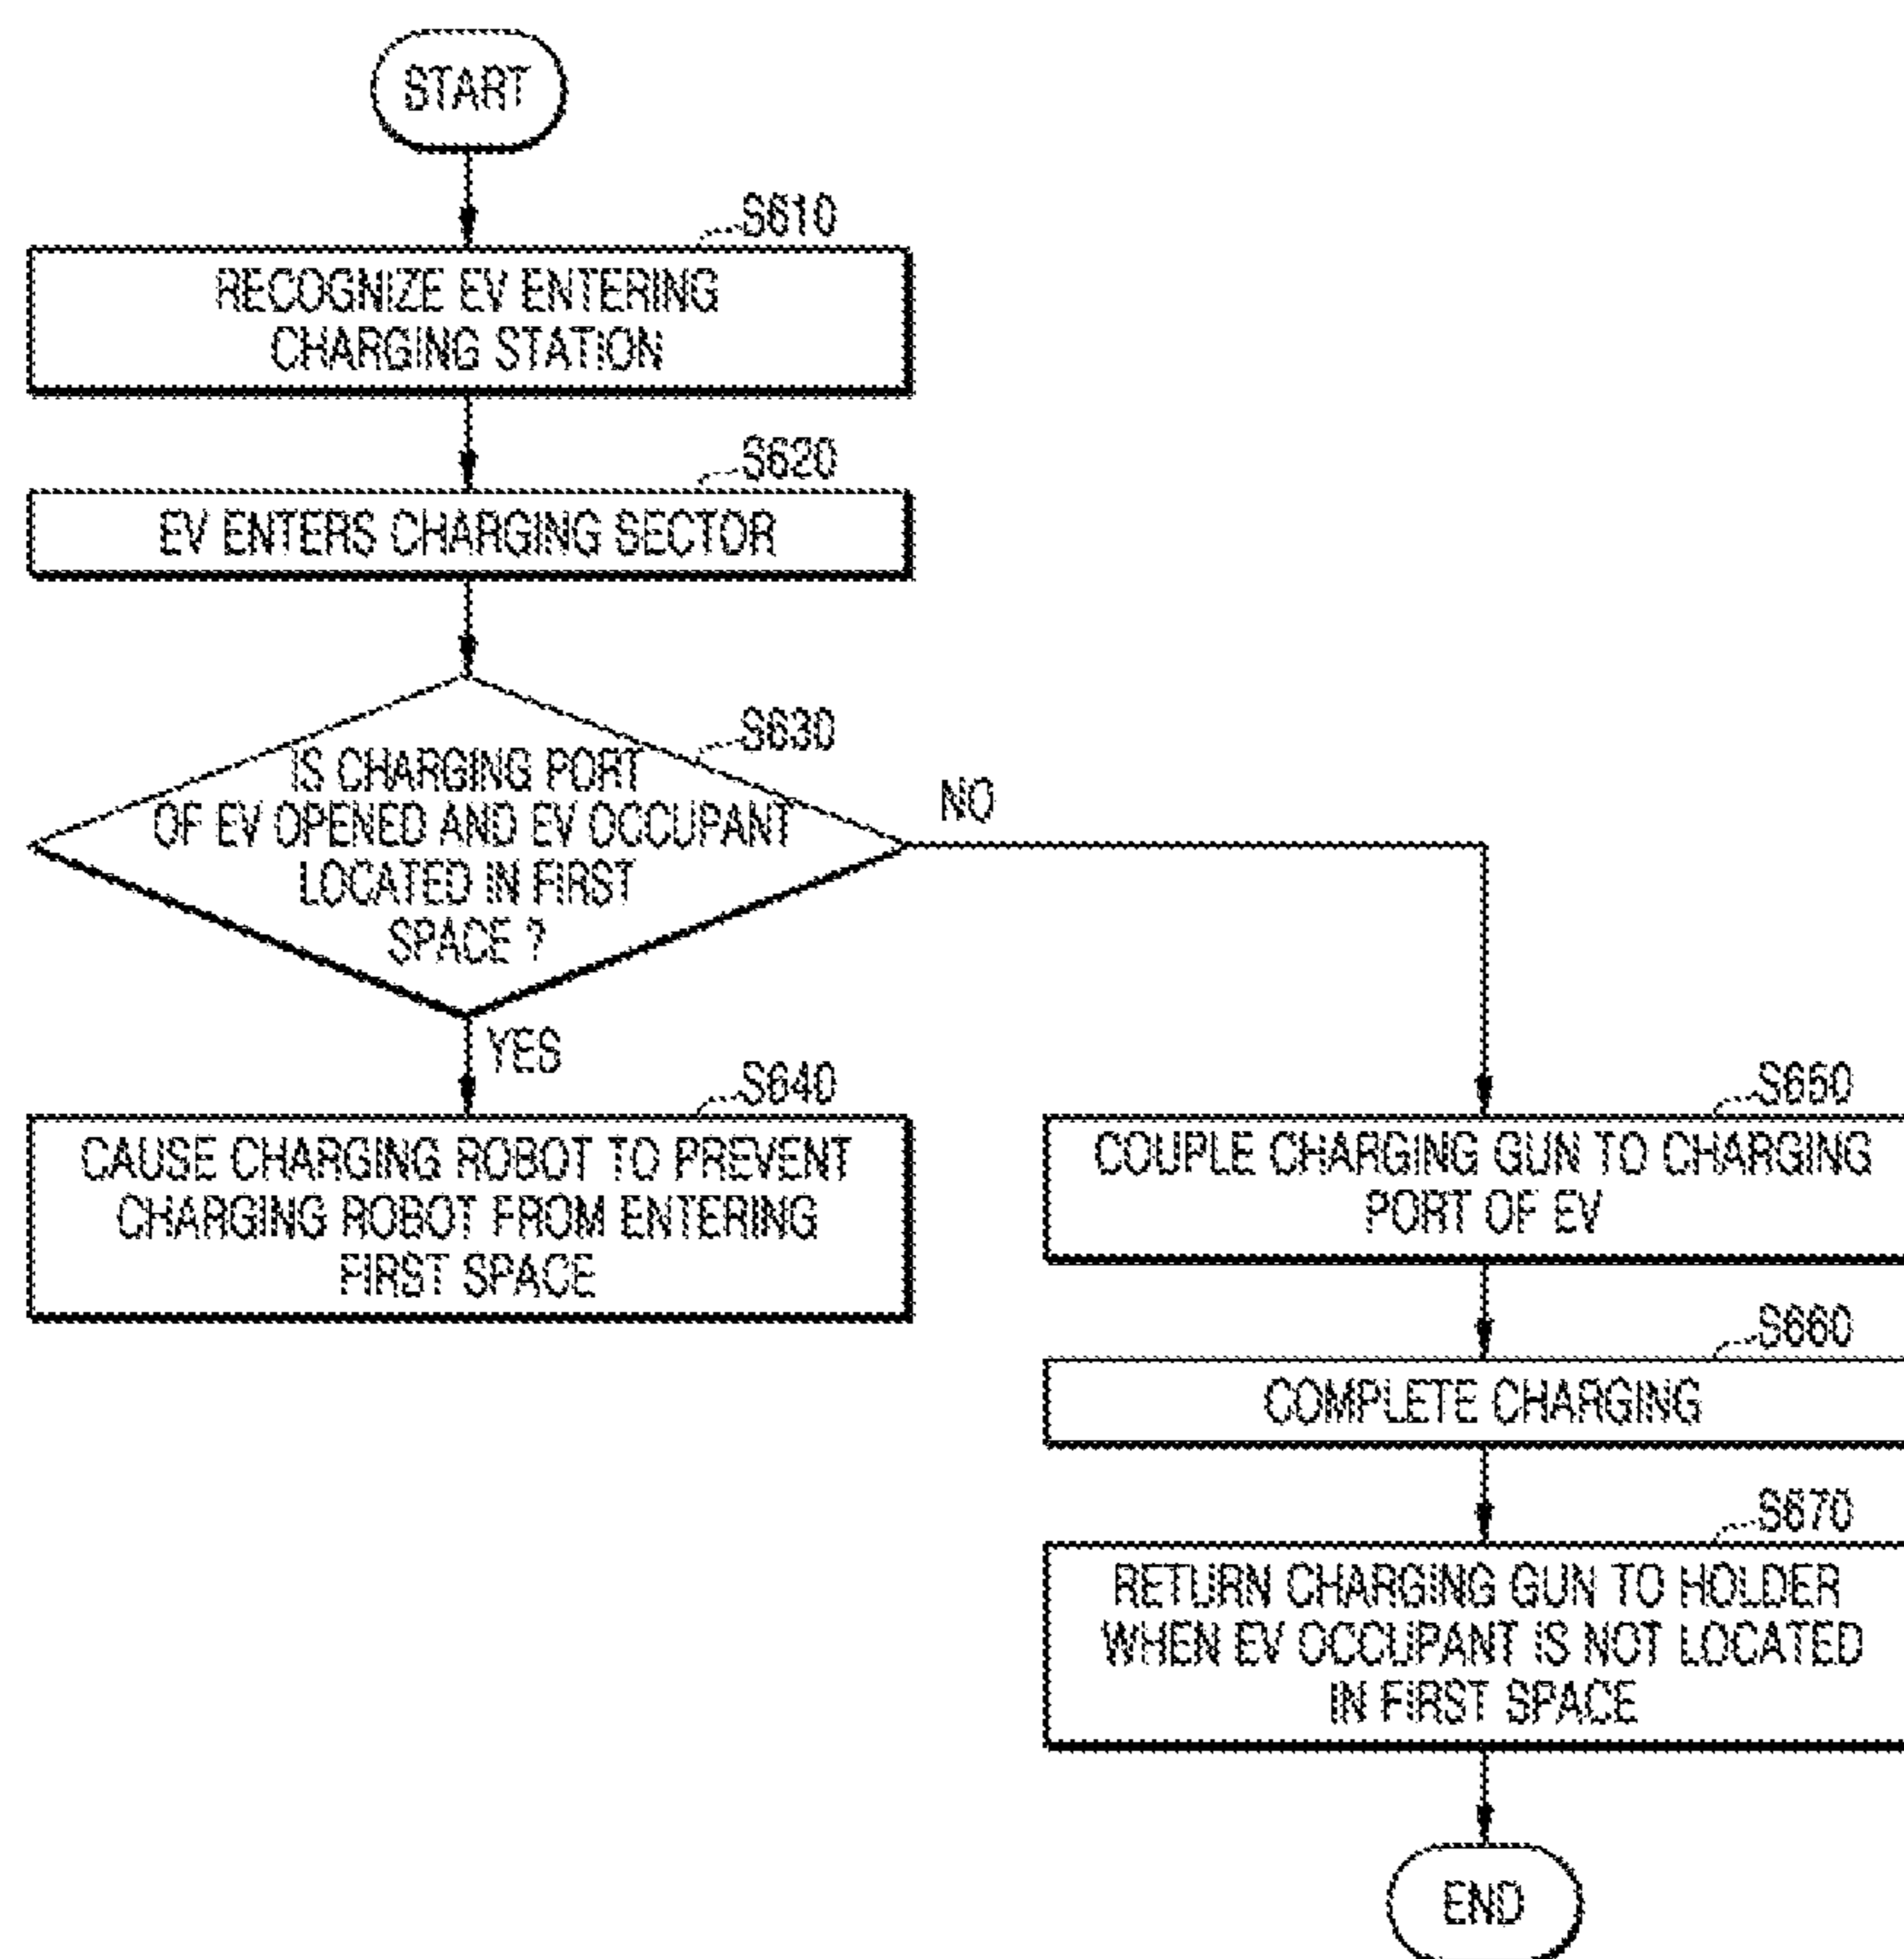 START
S610
RECOGNIZE EV ENTERING
CHARGING STATION
S620
EV ENTERS CHARGING SECTOR
S630
IS CHARGING PORT
OF EV OPENED AND EV OCCUPANT
LOCATED IN FIRST
SPACE ?
NO
YES
S640
CAUSE CHARGING ROBOT TO PREVENT
CHARGING ROBOT FROM ENTERING
FIRST SPACE
S650
COUPLE CHARGING GUN TO CHARGING
PORT OF EV
S660
COMPLETE CHARGING
S670
RETURN CHARGING GUN TO HOLDER
WHEN EV OCCUPANT IS NOT LOCATED
IN FIRST SPACE
END